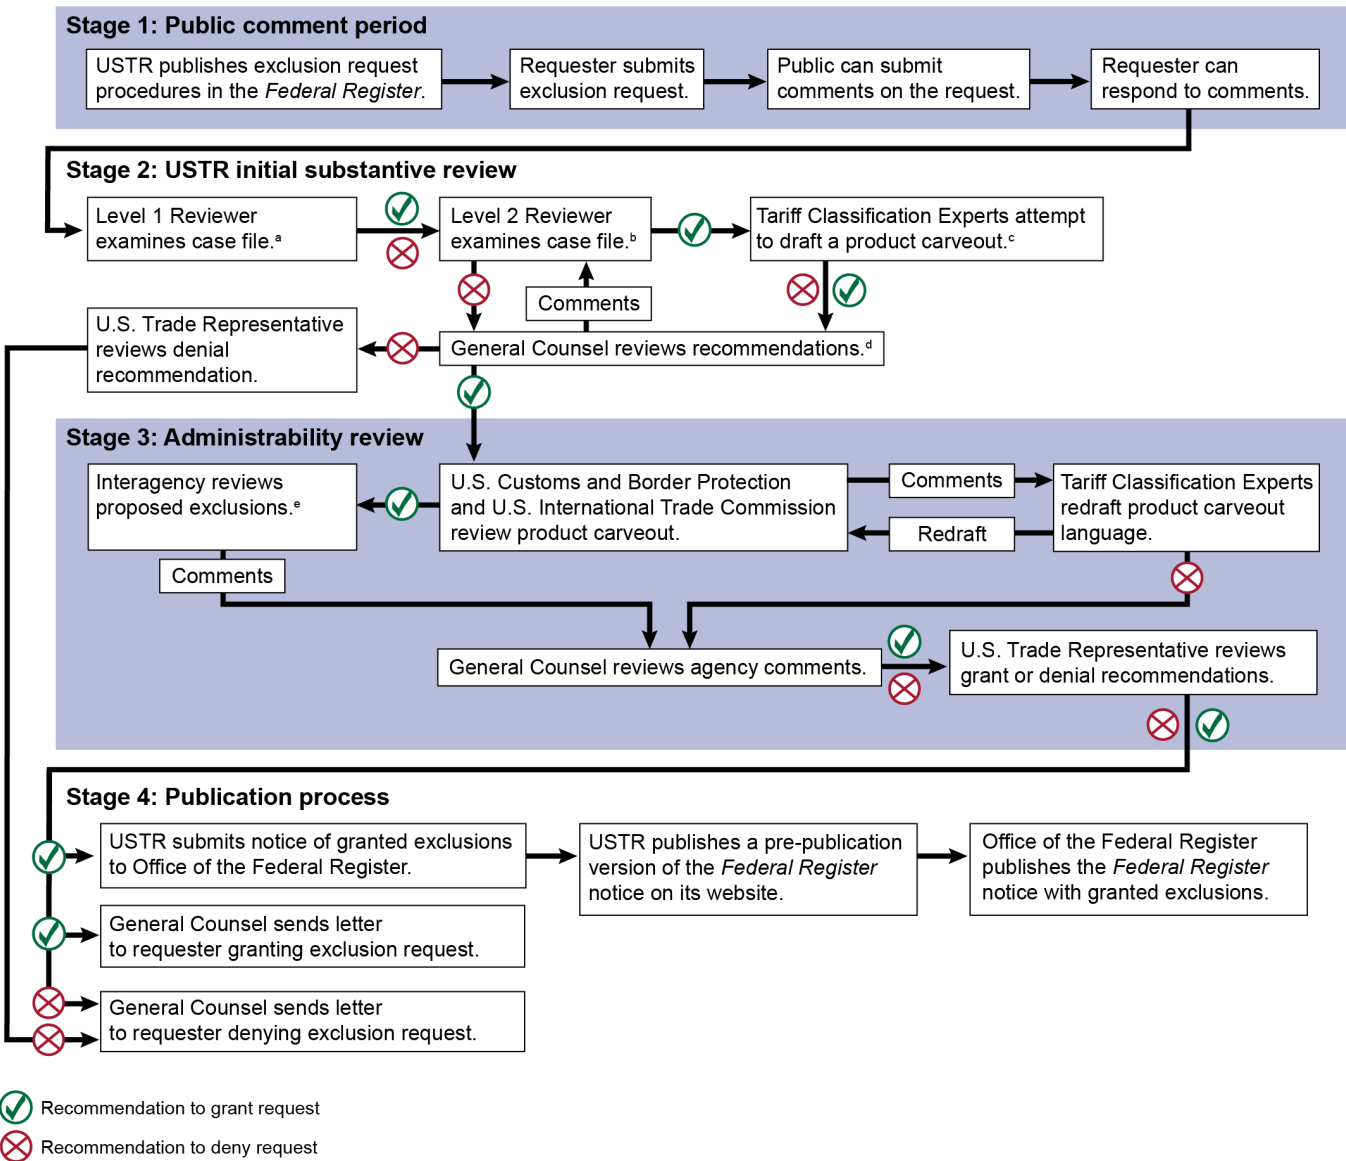 Stage 1: Public comment period
USTR publishes exclusion request
procedures in the Federal Register.
Requester submits
exclusion request.
Public can submit
comments on the request.
Requester can
respond to comments.
Stage 2: USTR initial substantive review
Level 1 Reviewer
examines case file.ᵃ
Level 2 Reviewer
examines case file.ᵇ
Tariff Classification Experts attempt
to draft a product carveout.ᶜ
Comments
U.S. Trade Representative
reviews denial
recommendation.
General Counsel reviews recommendations.ᵈ
Stage 3: Administrability review
Interagency reviews
proposed exclusions.ᵉ
U.S. Customs and Border Protection
and U.S. International Trade Commission
review product carveout.
Comments
Redraft
Tariff Classification Experts
redraft product carveout
language.
Comments
General Counsel reviews agency comments.
U.S. Trade Representative reviews
grant or denial recommendations.
Stage 4: Publication process
USTR submits notice of granted exclusions
to Office of the Federal Register.
USTR publishes a pre-publication
version of the Federal Register
notice on its website.
Office of the Federal Register
publishes the Federal Register
notice with granted exclusions.
General Counsel sends letter
to requester granting exclusion request.
General Counsel sends letter
to requester denying exclusion request.
Recommendation to grant request
Recommendation to deny request